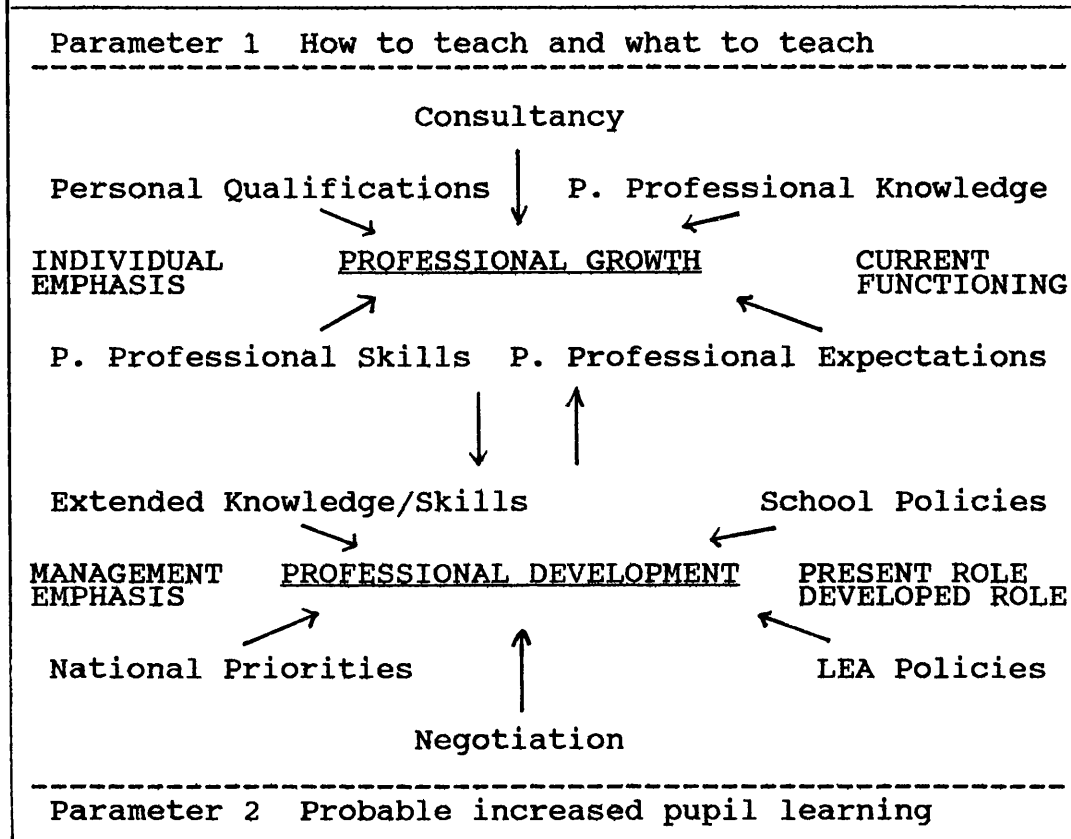 Parameter 1 How to teach and what to teach
Consultancy
Personal Qualifications P. Professional Knowledge
INDIVIDUAL EMPHASIS PROFESSIONAL GROWTH CURRENT FUNCTIONING
P. Professional Skills P. Professional Expectations
Extended Knowledge/Skills School Policies
MANAGEMENT EMPHASIS PROFESSIONAL DEVELOPMENT PRESENT ROLE DEVELOPED ROLE
National Priorities LEA Policies
Negotiation
Parameter 2 Probable increased pupil learning